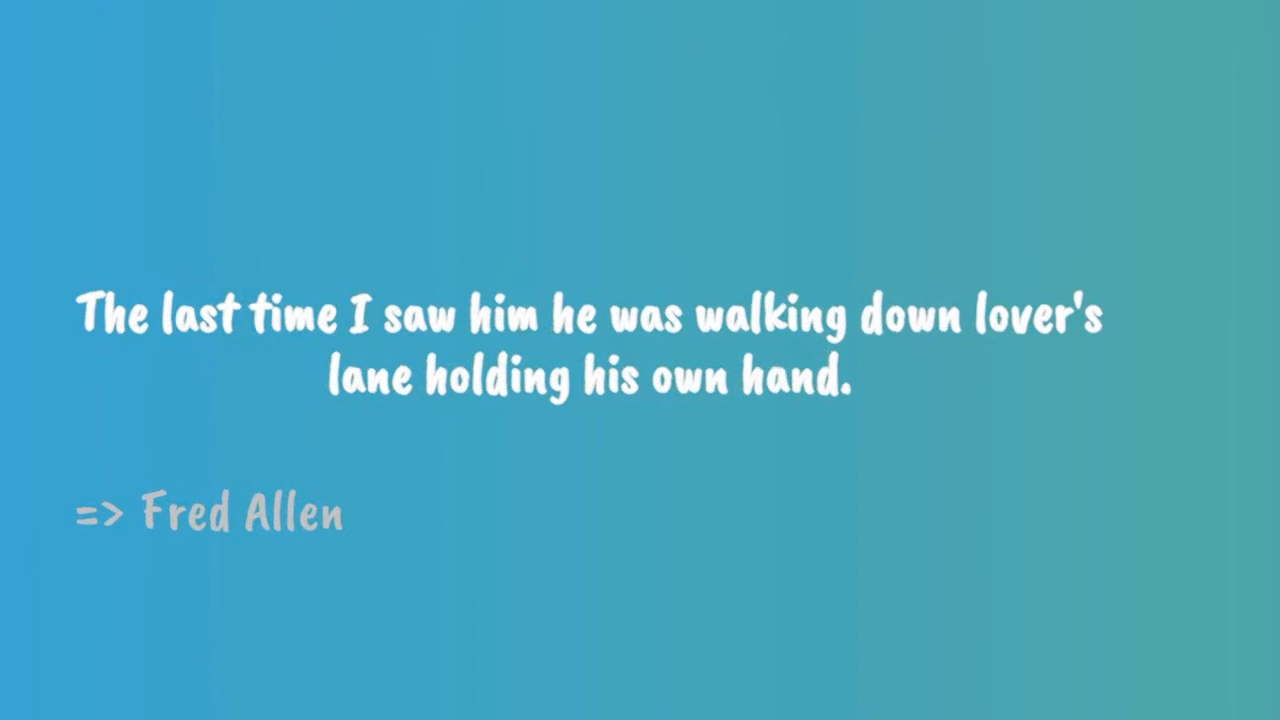 The last time I saw him he was walking down lover's
lane holding his own hand.
=> Fred Allen